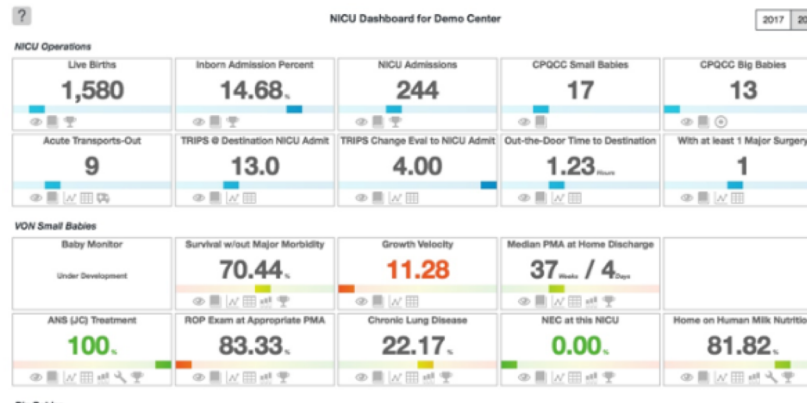 ?
NICU Dashboard for Demo Center
2017 20
NICU Operations
Live Births
1,580
Inborn Admission Percent
14.68%
NICU Admissions
244
CPQCC Small Babies
17
CPQCC Big Babies
13
Acute Transports-Out
9
TRIPS @ Destination NICU Admit
13.0
TRIPS Change Eval to NICU Admit
4.00
Out-the-Door Time to Destination
1.23 Hours
With at least 1 Major Surgery
1
VON Small Babies
Baby Monitor
Under Development
Survival w/out Major Morbidity
70.44%
Growth Velocity
11.28
Median PMA at Home Discharge
37 Weeks / 4 Days
ANS (JC) Treatment
100%
ROP Exam at Appropriate PMA
83.33%
Chronic Lung Disease
22.17%
NEC at this NICU
0.00%
Home on Human Milk Nutritio
81.82%